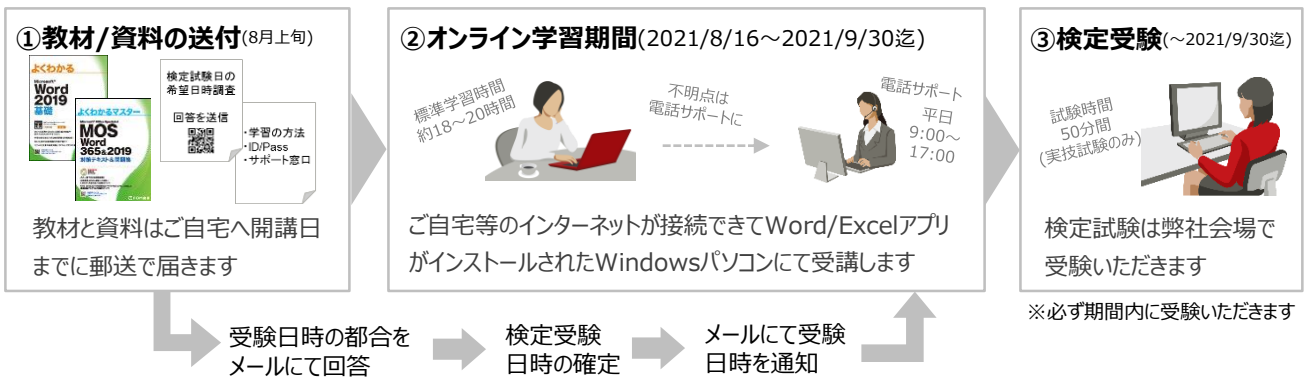 ①教材/資料の送付(8月上旬)
よくわかる
Microsoft
Word
2019
基礎
よくわかるマスター
MOS
Word
365&2019
対策テキスト&問題集
検定試験日の
希望日時調査
回答を送信
・学習の方法
・ID/Pass
・サポート窓口
教材と資料はご自宅へ開講日
までに郵送で届きます
②オンライン学習期間(2021/8/16～2021/9/30迄)
標準学習時間
約18～20時間
不明点は
電話サポートに
電話サポート
平日
9:00～
17:00
ご自宅等のインターネットが接続できてWord/Excelアプリ
がインストールされたWindowsパソコンにて受講します
③検定受験(～2021/9/30迄)
試験時間
50分間
(実技試験のみ)
検定試験は弊社会場で
受験いただきます
※必ず期間内に受験いただきます
受験日時の都合を
メールにて回答
検定受験
日時の確定
メールにて受験
日時を通知